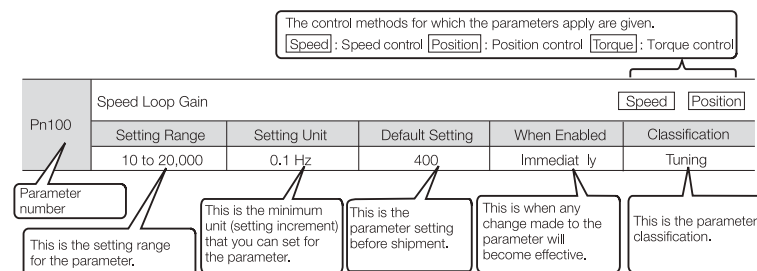 The control methods for which the parameters apply are given.
Speed : Speed control Position : Position control Torque : Torque control
Pn100
Speed Loop Gain
Speed Position
Setting Range Setting Unit Default Setting When Enabled Classification
10 to 20,000 0.1 Hz 400 Immediat ly Tuning
Parameter
number
This is the setting range
for the parameter.
This is the minimum
unit (setting increment)
that you can set for
the parameter.
This is the
parameter setting
before shipment.
This is when any
change made to the
parameter will
become effective.
This is the parameter
classification.